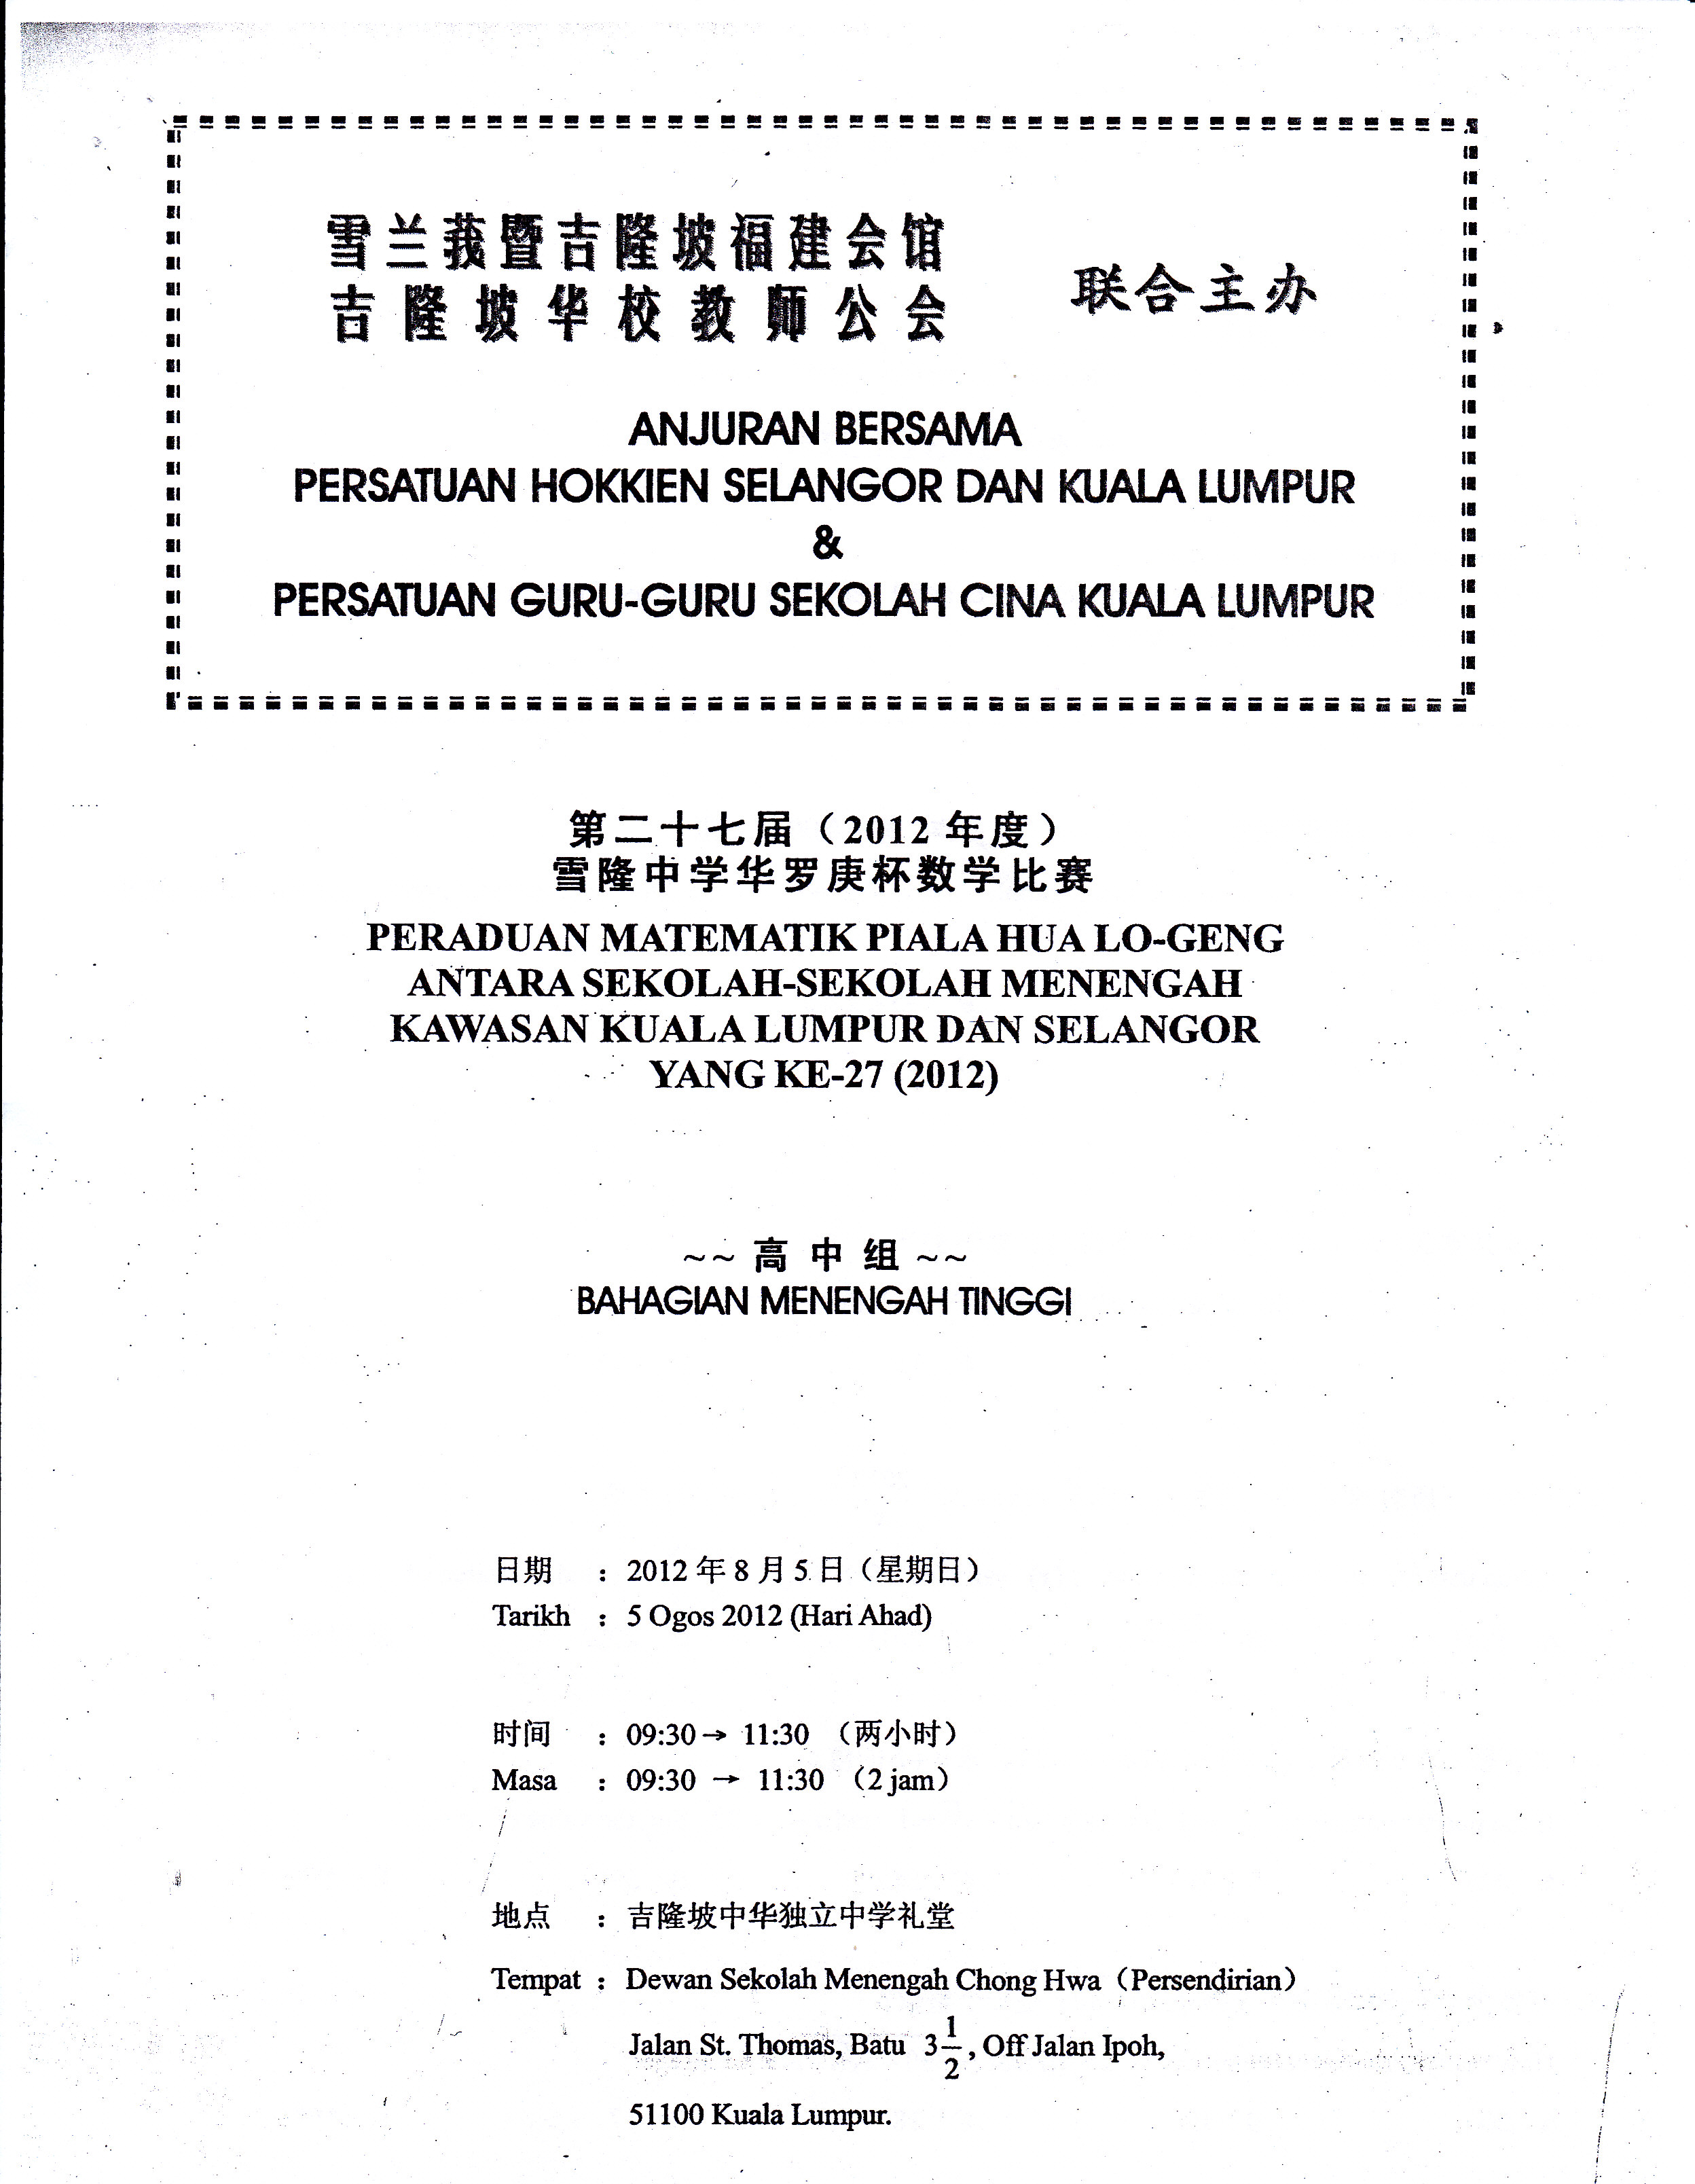 雪兰莪暨吉隆坡福建会馆
吉隆坡华校教师公会
联合主办
ANJURAN BERSAMA
PERSATUAN HOKKIEN SELANGOR DAN KUALA LUMPUR
&
PERSATUAN GURU-GURU SEKOLAH CINA KUALA LUMPUR
第二十七届（2012 年度）
雪隆中学华罗庚杯数学比赛
PERADUAN MATEMATIK PIALA HUA LO-GENG
ANTARA SEKOLAH-SEKOLAH MENENGAH
KAWASAN KUALA LUMPUR DAN SELANGOR
YANG KE-27 (2012)
~~ 高中组 ~~
BAHAGIAN MENENGAH TINGGI
日期 : 2012 年 8 月 5 日（星期日）
Tarikh : 5 Ogos 2012 (Hari Ahad)
时间 : 09:30 → 11:30 （两小时）
Masa : 09:30 → 11:30 （2 jam）
地点 : 吉隆坡中华独立中学礼堂
Tempat : Dewan Sekolah Menengah Chong Hwa（Persendirian）
Jalan St. Thomas, Batu 3 1/2, Off Jalan Ipoh,
51100 Kuala Lumpur.